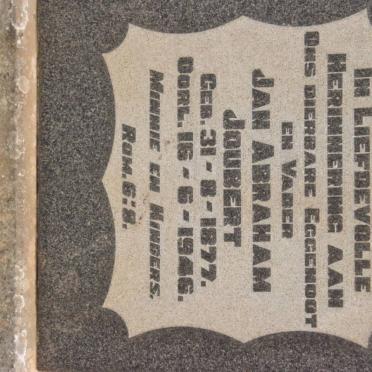 IN LIEFDEVOLLE
HERINNERING AAN
ONS DIERBARE EGGENOOT
EN VADER
JAN ABRAHAM
JOUBERT
GEB. 31-8-1877.
OORL. 16-6-1946.
MINNIE EN KINDERS.
ROM. 6:8.